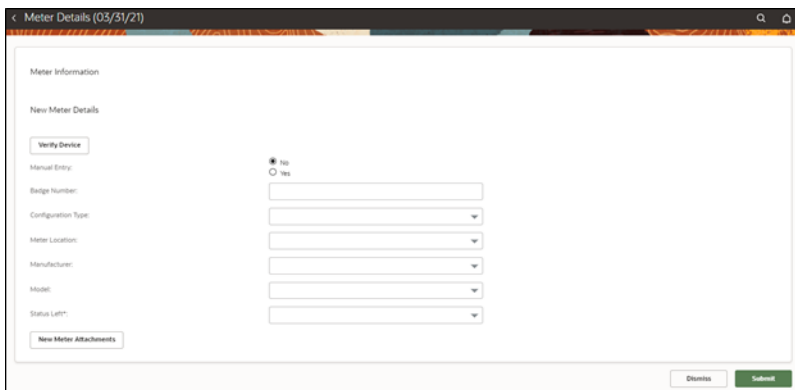 Meter Details (03/31/21)
Meter Information
New Meter Details
Verify Device
Manual Entry:
No
Yes
Badge Number:
Configuration Type:
Meter Location:
Manufacturer:
Model:
Status Left*:
New Meter Attachments
Dismiss
Submit